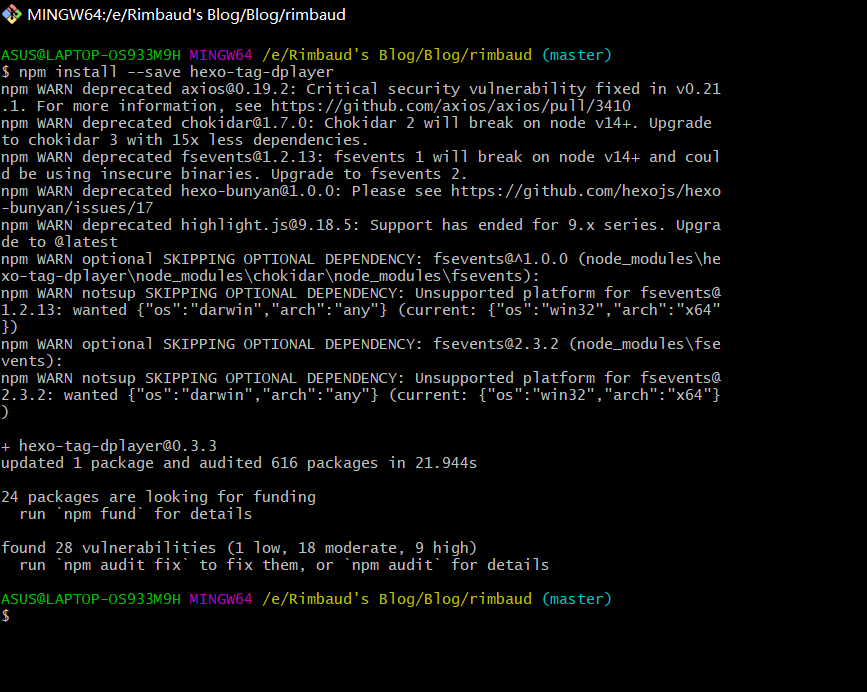 MINGW64:/e/Rimbaud's Blog/Blog/rimbaud
ASUS@LAPTOP-OS933M9H MINGW64 /e/Rimbaud's Blog/Blog/rimbaud (master)
$ npm install --save hexo-tag-dplayer
npm WARN deprecated axios@0.19.2: Critical security vulnerability fixed in v0.21
.1. For more information, see https://github.com/axios/axios/pull/3410
npm WARN deprecated chokidar@1.7.0: Chokidar 2 will break on node v14+. Upgrade
to chokidar 3 with 15x less dependencies.
npm WARN deprecated fsevents@1.2.13: fsevents 1 will break on node v14+ and coul
d be using insecure binaries. Upgrade to fsevents 2.
npm WARN deprecated hexo-bunyan@1.0.0: Please see https://github.com/hexojs/hexo
-bunyan/issues/17
npm WARN deprecated highlight.js@9.18.5: Support has ended for 9.x series. Upgra
de to @latest
npm WARN optional SKIPPING OPTIONAL DEPENDENCY: fsevents@^1.0.0 (node_modules\he
xo-tag-dplayer\node_modules\chokidar\node_modules\fsevents):
npm WARN notsup SKIPPING OPTIONAL DEPENDENCY: Unsupported platform for fsevents@
1.2.13: wanted {"os":"darwin","arch":"any"} (current: {"os":"win32","arch":"x64"
})
npm WARN optional SKIPPING OPTIONAL DEPENDENCY: fsevents@2.3.2 (node_modules\fse
vents):
npm WARN notsup SKIPPING OPTIONAL DEPENDENCY: Unsupported platform for fsevents@
2.3.2: wanted {"os":"darwin","arch":"any"} (current: {"os":"win32","arch":"x64"}
)
+ hexo-tag-dplayer@0.3.3
updated 1 package and audited 616 packages in 21.944s
24 packages are looking for funding
run `npm fund` for details
found 28 vulnerabilities (1 low, 18 moderate, 9 high)
run `npm audit fix` to fix them, or `npm audit` for details
ASUS@LAPTOP-OS933M9H MINGW64 /e/Rimbaud's Blog/Blog/rimbaud (master)
$